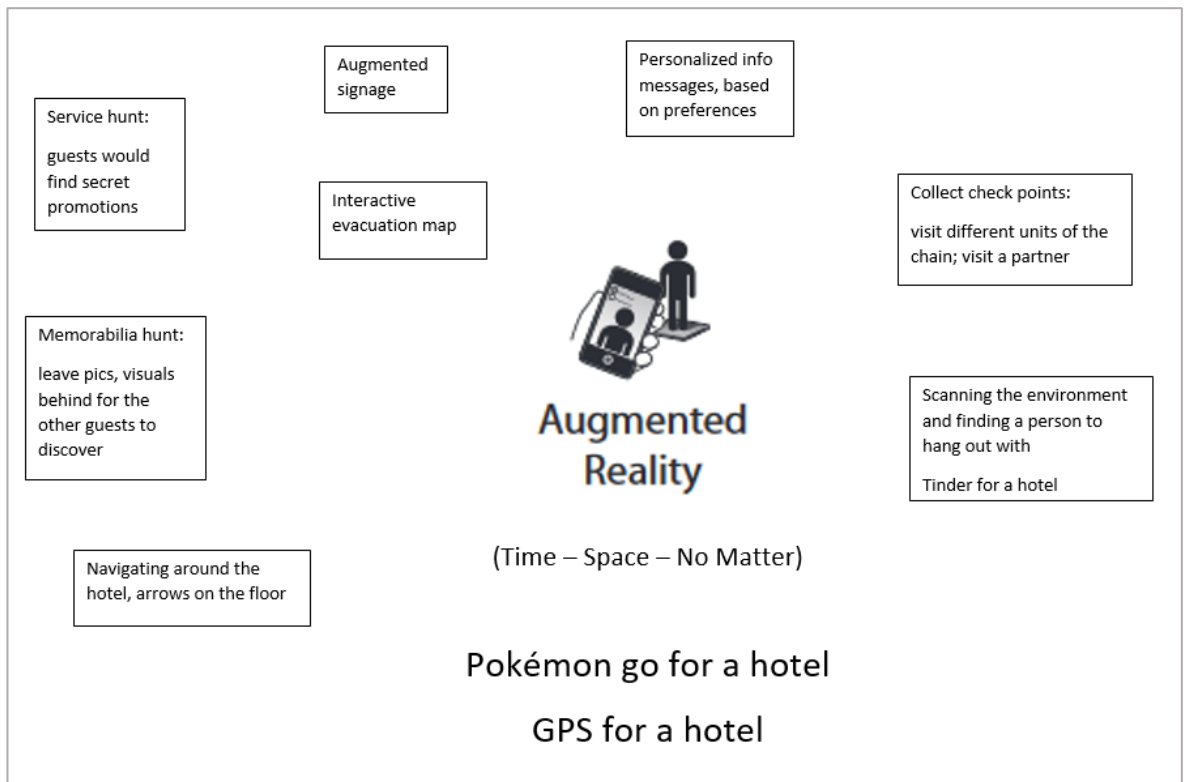 Augmented
signage
Personalized info
messages, based
on preferences
Service hunt:
guests would
find secret
promotions
Interactive
evacuation map
Collect check points:
visit different units of the
chain; visit a partner
Memorabilia hunt:
leave pics, visuals
behind for the
other guests to
discover
Scanning the environment
and finding a person to
hang out with
Tinder for a hotel
Augmented
Reality
(Time – Space – No Matter)
Navigating around the
hotel, arrows on the floor
Pokémon go for a hotel
GPS for a hotel